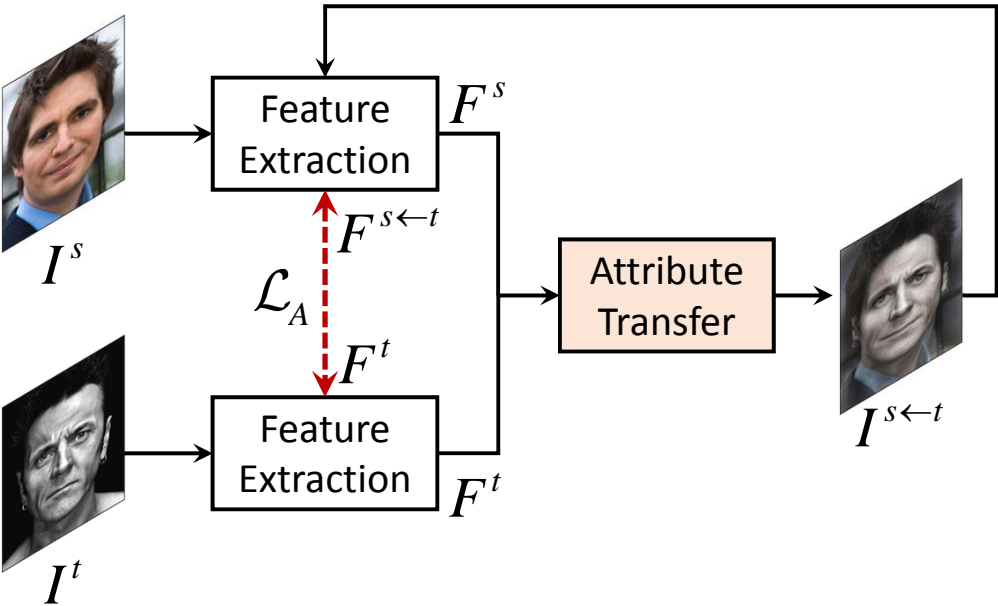 Feature
Extraction
F^s
I^s
F^{s←t}
ℒ_A
Attribute
Transfer
F^t
I^{s←t}
Feature
Extraction
F^t
I^t